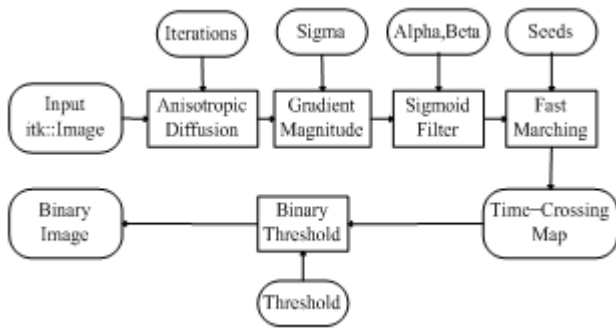 Iterations
Sigma
Alpha,Beta
Seeds
Input
itk::Image
Anisotropic
Diffusion
Gradient
Magnitude
Sigmoid
Filter
Fast
Marching
Binary
Image
Binary
Threshold
Time-Crossing
Map
Threshold